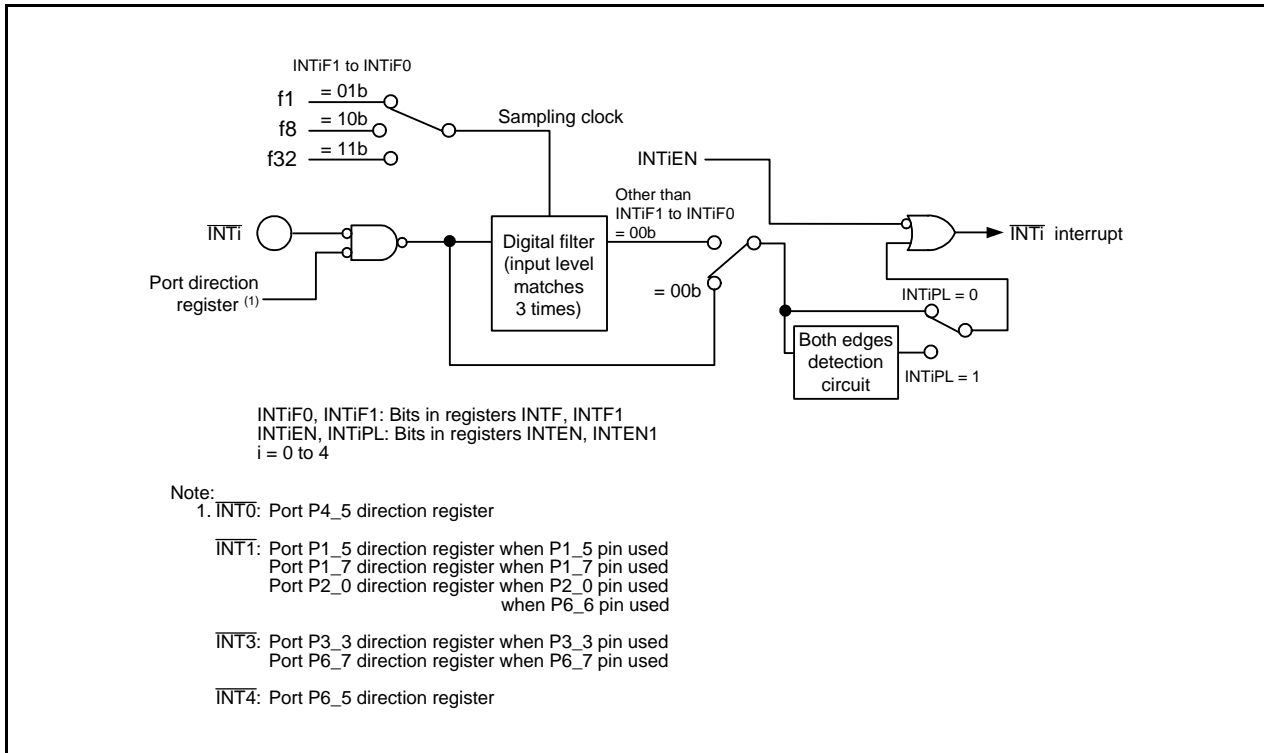 INTiF1 to INTiF0
f1 = 01b
f8 = 10b
f32 = 11b
Sampling clock
INTiEN
Other than
INTiF1 to INTiF0
= 00b
INTi
Digital filter
(input level
matches
3 times)
INTi interrupt
Port direction
register (1)
= 00b
INTiPL = 0
Both edges
detection
circuit
INTiPL = 1
INTiF0, INTiF1: Bits in registers INTF, INTF1
INTiEN, INTiPL: Bits in registers INTEN, INTEN1
i = 0 to 4
Note:
1. INT0: Port P4_5 direction register
INT1: Port P1_5 direction register when P1_5 pin used
Port P1_7 direction register when P1_7 pin used
Port P2_0 direction register when P2_0 pin used
when P6_6 pin used
INT3: Port P3_3 direction register when P3_3 pin used
Port P6_7 direction register when P6_7 pin used
INT4: Port P6_5 direction register